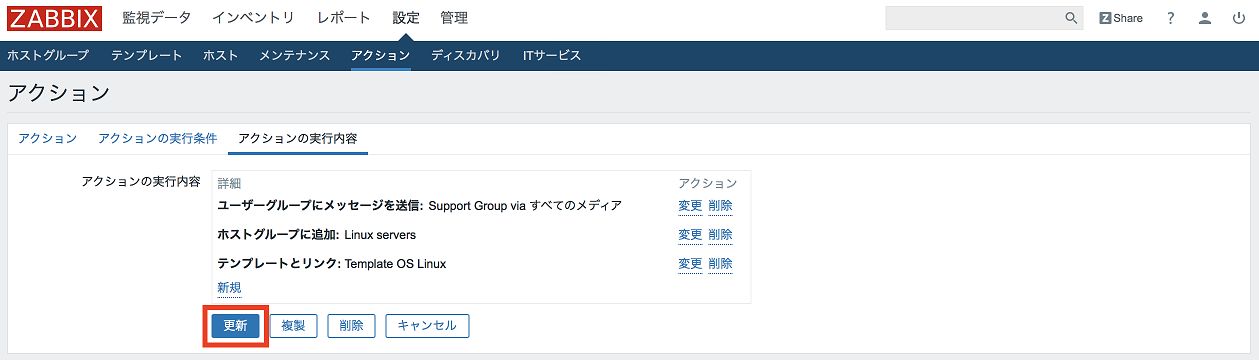 ZABBIX 監視データ インベントリ レポート 設定 管理 Z Share ?
ホストグループ テンプレート ホスト メンテナンス アクション ディスカバリ ITサービス
アクション
アクション アクションの実行条件 アクションの実行内容
アクションの実行内容 詳細 アクション
ユーザーグループにメッセージを送信: Support Group via すべてのメディア 変更 削除
ホストグループに追加: Linux servers 変更 削除
テンプレートとリンク: Template OS Linux 変更 削除
新規
更新 複製 削除 キャンセル